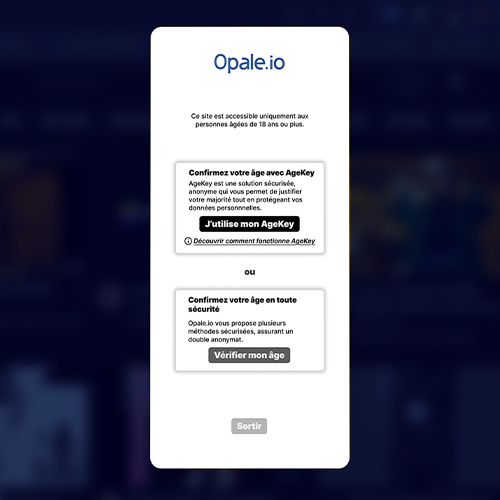 Opale.io
Ce site est accessible uniquement aux
personnes âgées de 18 ans ou plus.
Confirmez votre âge avec AgeKey
AgeKey est une solution sécurisée,
anonyme qui vous permet de justifier
votre majorité tout en protégeant vos
données personnnelles.
J'utilise mon AgeKey
Découvrir comment fonctionne AgeKey
ou
Confirmez votre âge en toute
sécurité
Opale.io vous propose plusieurs
méthodes sécurisées, assurant un
double anonymat.
Vérifier mon âge
Sortir